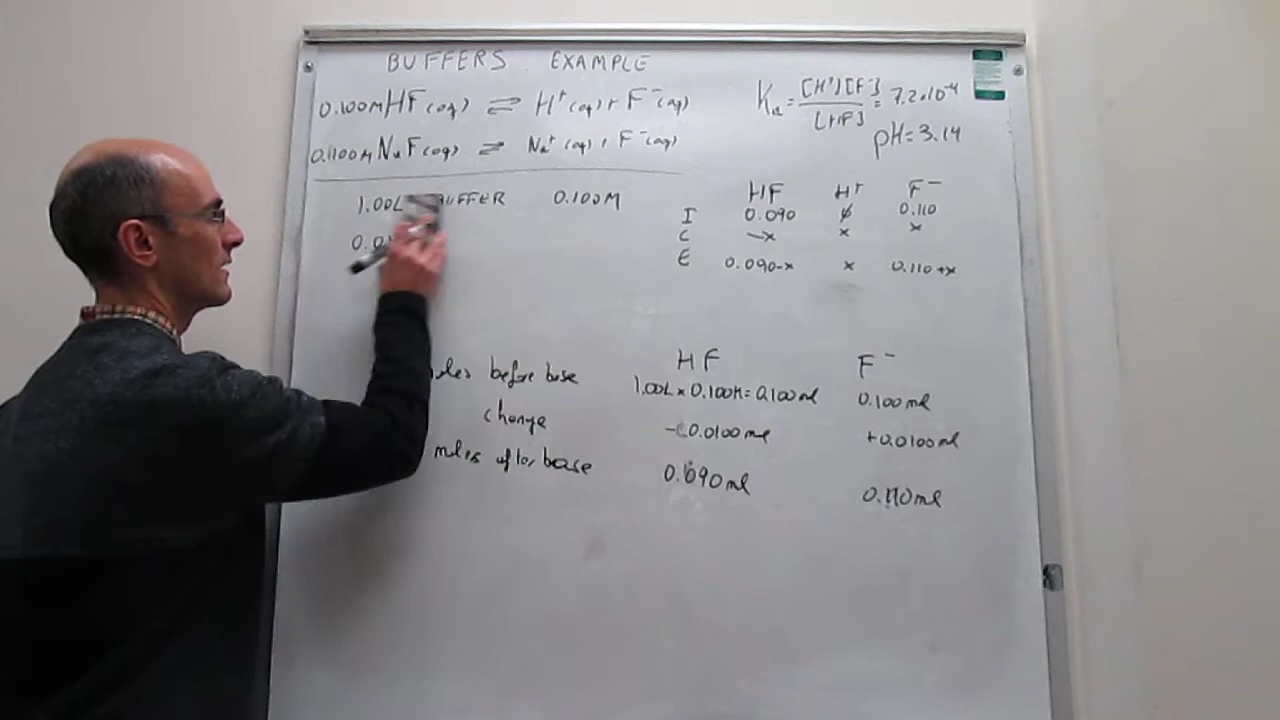 BUFFERS EXAMPLE
0.100M HF(aq) ⇌ H⁺(aq) + F⁻(aq)
Ka = [H⁺][F⁻] / [HF] = 7.2·10⁻⁴
0.100M NaF(aq) ⇌ Na⁺(aq) + F⁻(aq)
pH = 3.14
1.00L BUFFER 0.100M
HF H⁺ F⁻
I 0.090 0.110
C -x x x
E 0.090-x x 0.110+x
HF F⁻
before base 1.00L x 0.100M = 0.100 mol 0.100 mol
change -0.0100 mol +0.0100 mol
moles after base 0.090 mol 0.110 mol